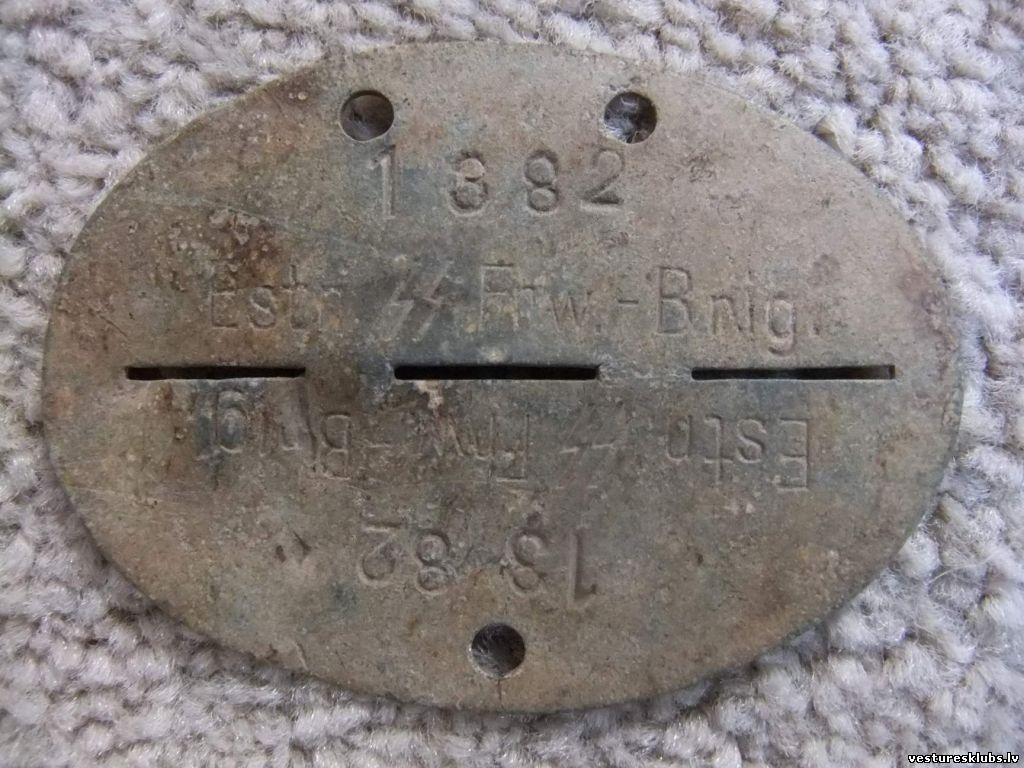 1382
Estn ᛋᛋ Frw.-Brig.
Estn ᛋᛋ Frw.-Brig.
1382
vesturesklubs.lv